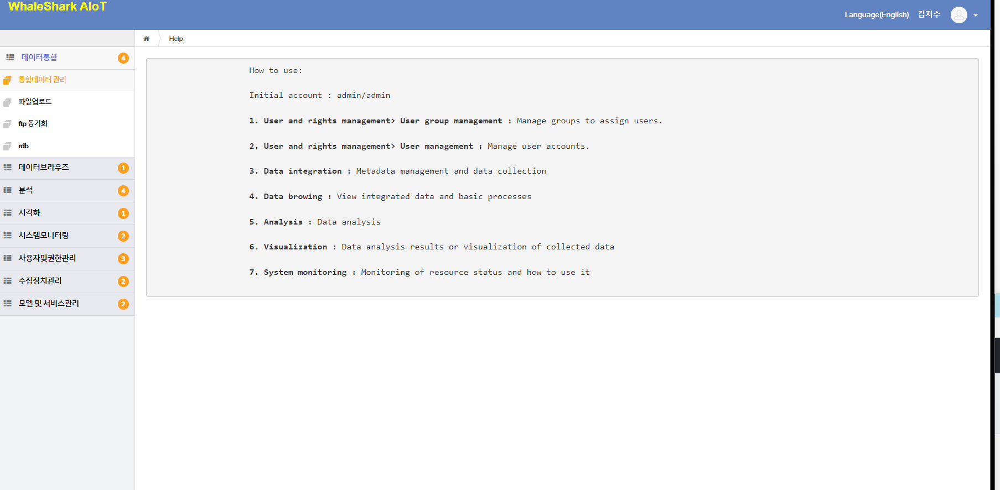 WhaleShark AIoT
Language(English) 김지수
Help
데이터통합 4
통합데이터 관리
파일업로드
ftp 동기화
rdb
데이터브라우즈 1
분석 4
시각화 1
시스템모니터링 2
사용자및권한관리 3
수집장치관리 2
모델 및 서비스관리 2
How to use:
Initial account : admin/admin
1. User and rights management> User group management : Manage groups to assign users.
2. User and rights management> User management : Manage user accounts.
3. Data integration : Metadata management and data collection
4. Data browing : View integrated data and basic processes
5. Analysis : Data analysis
6. Visualization : Data analysis results or visualization of collected data
7. System monitoring : Monitoring of resource status and how to use it